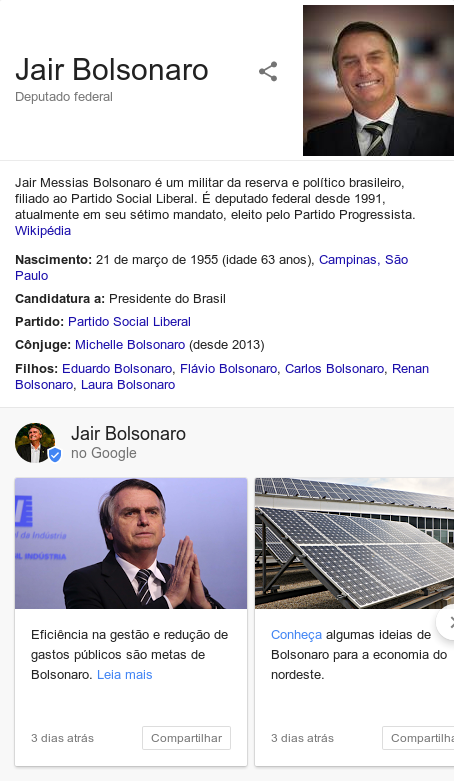 Jair Bolsonaro
Deputado federal
Jair Messias Bolsonaro é um militar da reserva e político brasileiro,
filiado ao Partido Social Liberal. É deputado federal desde 1991,
atualmente em seu sétimo mandato, eleito pelo Partido Progressista.
Wikipédia
Nascimento: 21 de março de 1955 (idade 63 anos), Campinas, São
Paulo
Candidatura a: Presidente do Brasil
Partido: Partido Social Liberal
Cônjuge: Michelle Bolsonaro (desde 2013)
Filhos: Eduardo Bolsonaro, Flávio Bolsonaro, Carlos Bolsonaro, Renan
Bolsonaro, Laura Bolsonaro
Jair Bolsonaro
no Google
al da Indústria
INDÚSTRIA
Eficiência na gestão e redução de
gastos públicos são metas de
Bolsonaro. Leia mais
3 dias atrás
Compartilhar
Conheça algumas ideias de
Bolsonaro para a economia do
nordeste.
3 dias atrás
Compartilha